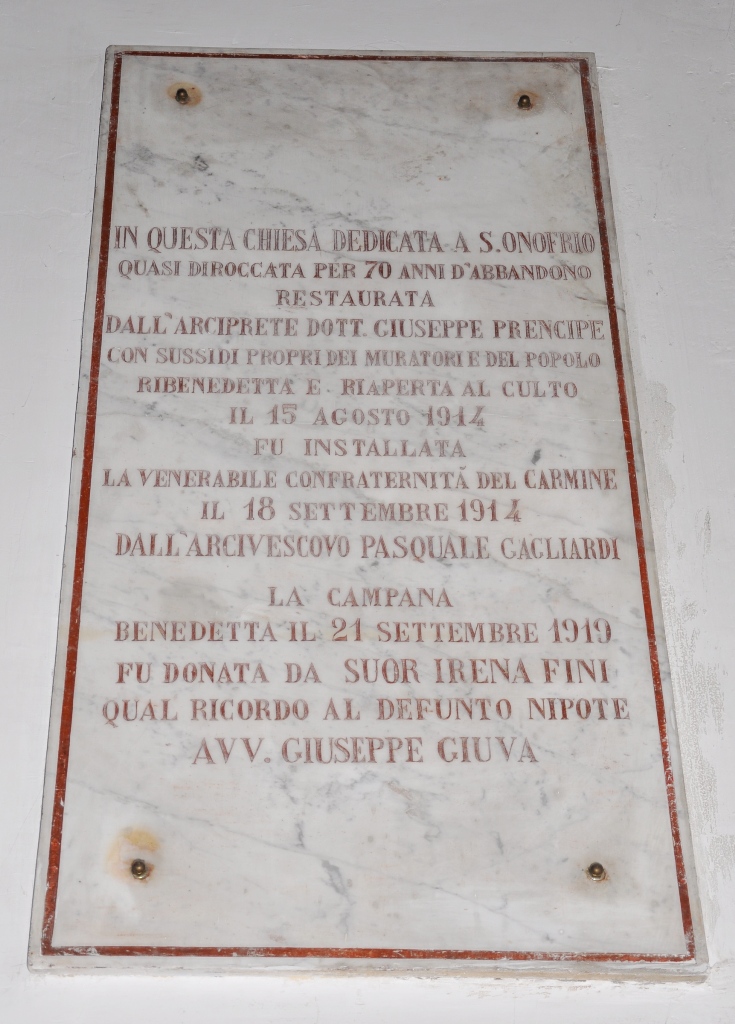 IN QUESTA CHIESA DEDICATA A S. ONOFRIO
QUASI DIROCCATA PER 70 ANNI D'ABBANDONO
RESTAURATA
DALL'ARCIPRETE DOTT. GIUSEPPE PRENCIPE
CON SUSSIDI PROPRI DEI MURATORI E DEL POPOLO
RIBENEDETTA E RIAPERTA AL CULTO
IL 15 AGOSTO 1914
FU INSTALLATA
LA VENERABILE CONFRATERNITÁ DEL CARMINE
IL 18 SETTEMBRE 1914
DALL'ARCIVESCOVO PASQUALE GAGLIARDI
LA CAMPANA
BENEDETTA IL 21 SETTEMBRE 1919
FU DONATA DA SUOR IRENA FINI
QUAL RICORDO AL DEFUNTO NIPOTE
AVV. GIUSEPPE GIUVA